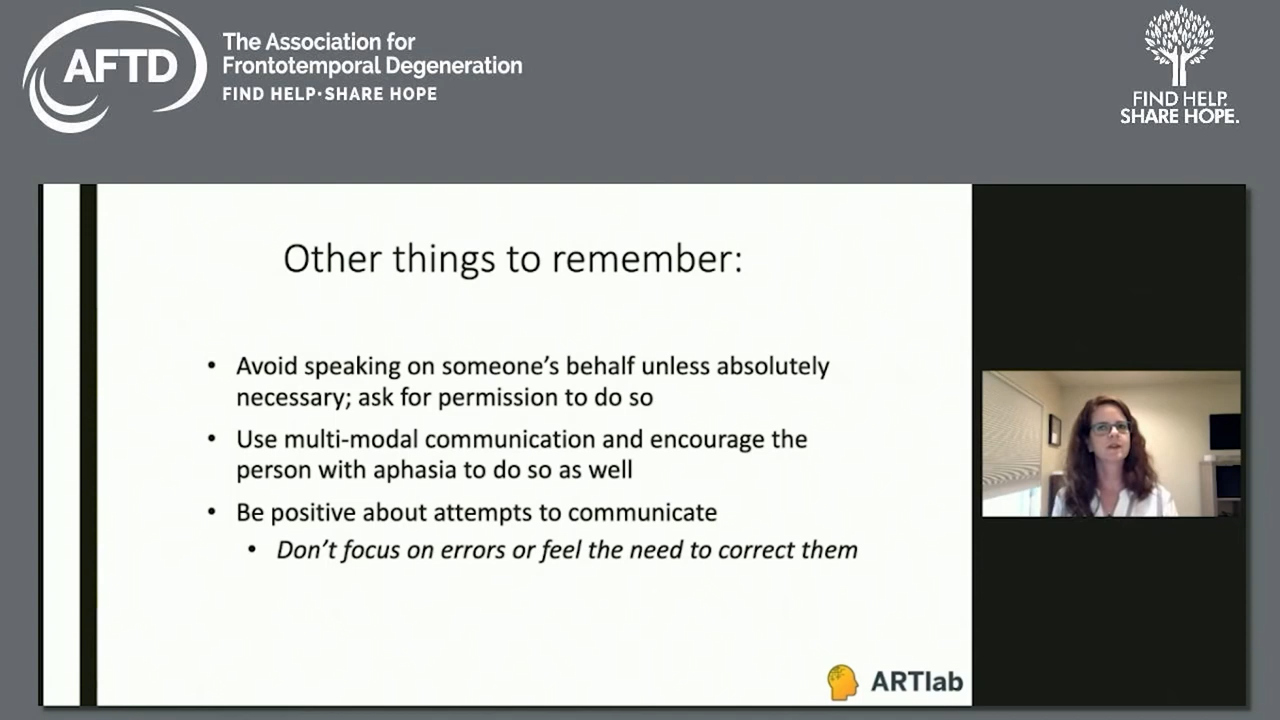 AFTD
The Association for
Frontotemporal Degeneration
FIND HELP•SHARE HOPE
FIND HELP.
SHARE HOPE.
Other things to remember:
• Avoid speaking on someone’s behalf unless absolutely
necessary; ask for permission to do so
• Use multi-modal communication and encourage the
person with aphasia to do so as well
• Be positive about attempts to communicate
• Don’t focus on errors or feel the need to correct them
ARTlab